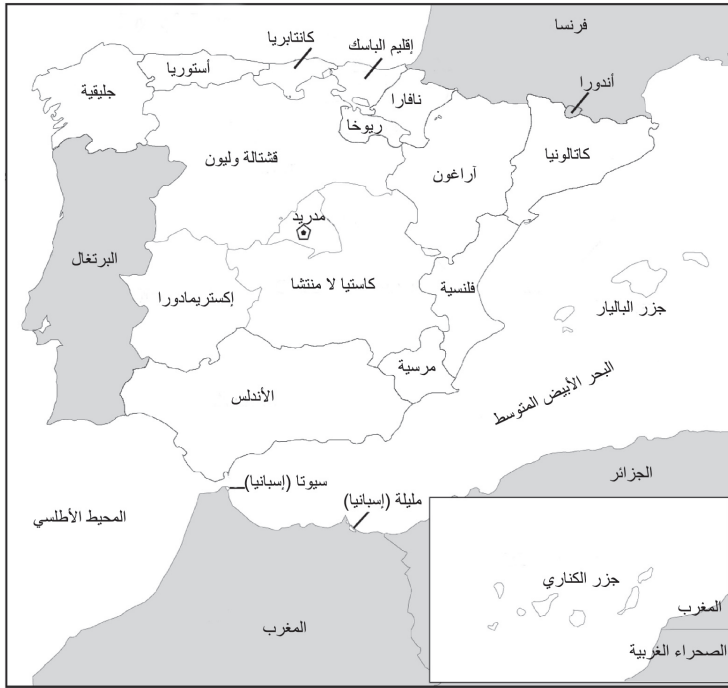 فرنسا
كانتابريا
إقليم الباسك
أستوريا
جليقية
أندورا
نافارا
ريوخا
كاتالونيا
قشتالة وليون
آراغون
مدريد
البرتغال
كاستيا لا منتشا
فلنسية
إكستريمادورا
جزر الباليار
مرسية
الأندلس
البحر الأبيض المتوسط
الجزائر
سيوتا (إسبانيا)
مليلة (إسبانيا)
المحيط الأطلسي
جزر الكناري
المغرب
المغرب
الصحراء الغربية